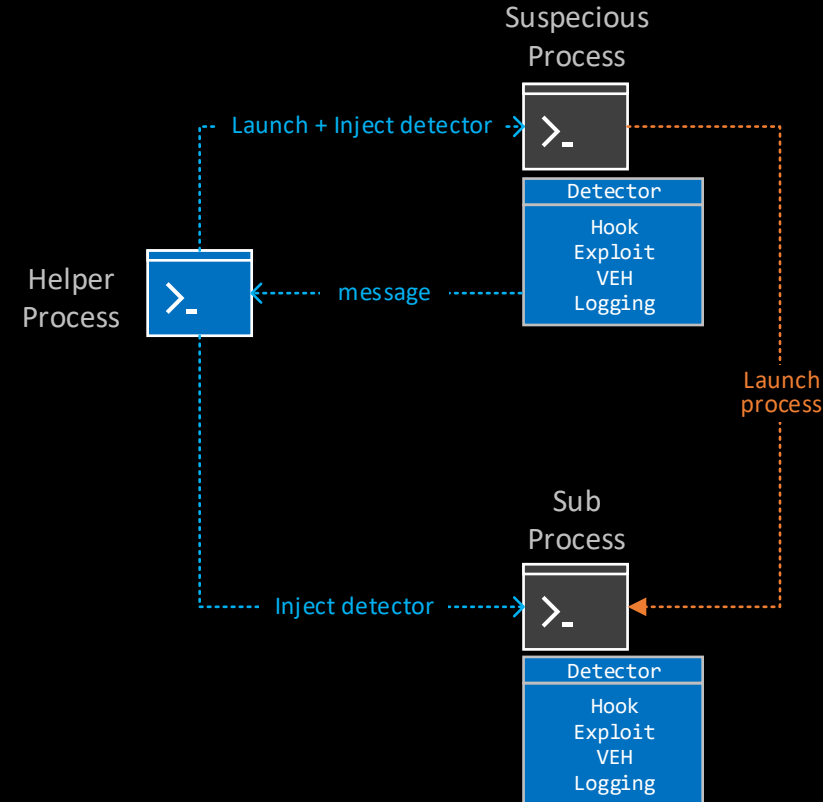 Suspecious
Process
Launch + Inject detector
Detector
Hook
Exploit
VEH
Logging
Helper
Process
message
Launch
process
Sub
Process
Inject detector
Detector
Hook
Exploit
VEH
Logging